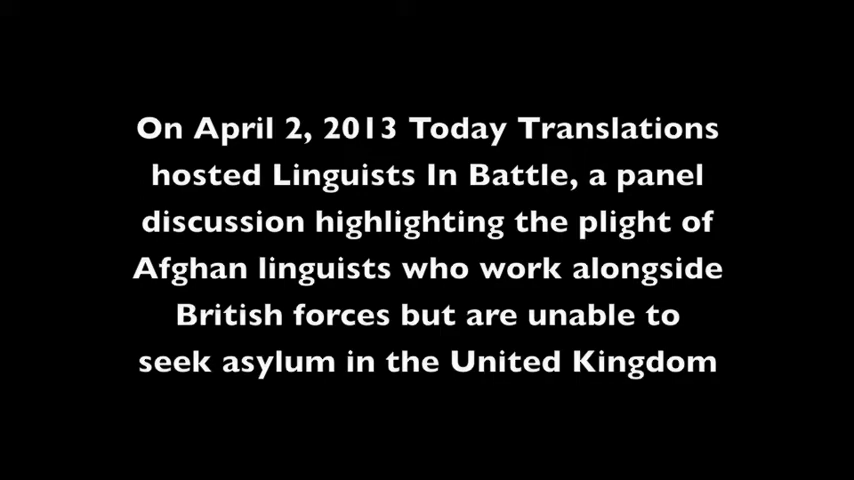 On April 2, 2013 Today Translations
hosted Linguists In Battle, a panel
discussion highlighting the plight of
Afghan linguists who work alongside
British forces but are unable to
seek asylum in the United Kingdom